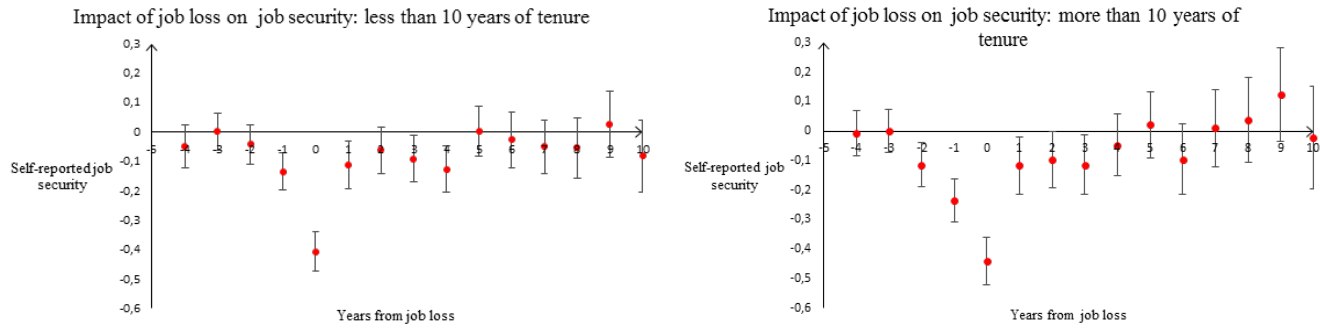 Impact of job loss on job security: less than 10 years of tenure
0,3
0,2
0,1
0
-0,1
-0,2
-0,3
-0,4
-0,5
-0,6
-5 -4 -3 -2 -1 0 1 2 3 4 5 6 7 8 9 10
Self-reported job
security
Years from job loss
Impact of job loss on job security: more than 10 years of
tenure
0,3
0,2
0,1
0
-0,1
-0,2
-0,3
-0,4
-0,5
-0,6
-5 -4 -3 -2 -1 0 1 2 3 4 5 6 7 8 9 10
Self-reported job
security
Years from job loss